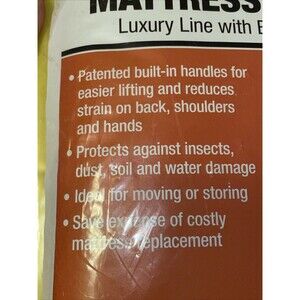 MATTRESS
Luxury Line with
• Patented built-in handles for
easier lifting and reduces
strain on back, shoulders
and hands
• Protects against insects,
dust, soil and water damage
• Ideal for moving or storing
• Save expense of costly
mattress replacement